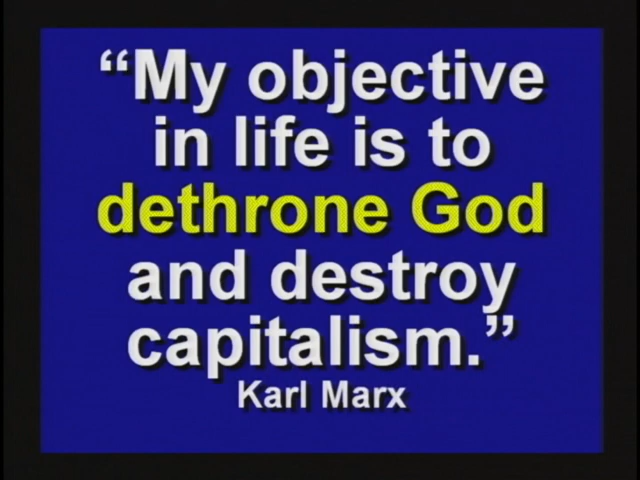 “My objective
in life is to
dethrone God
and destroy
capitalism.”
Karl Marx